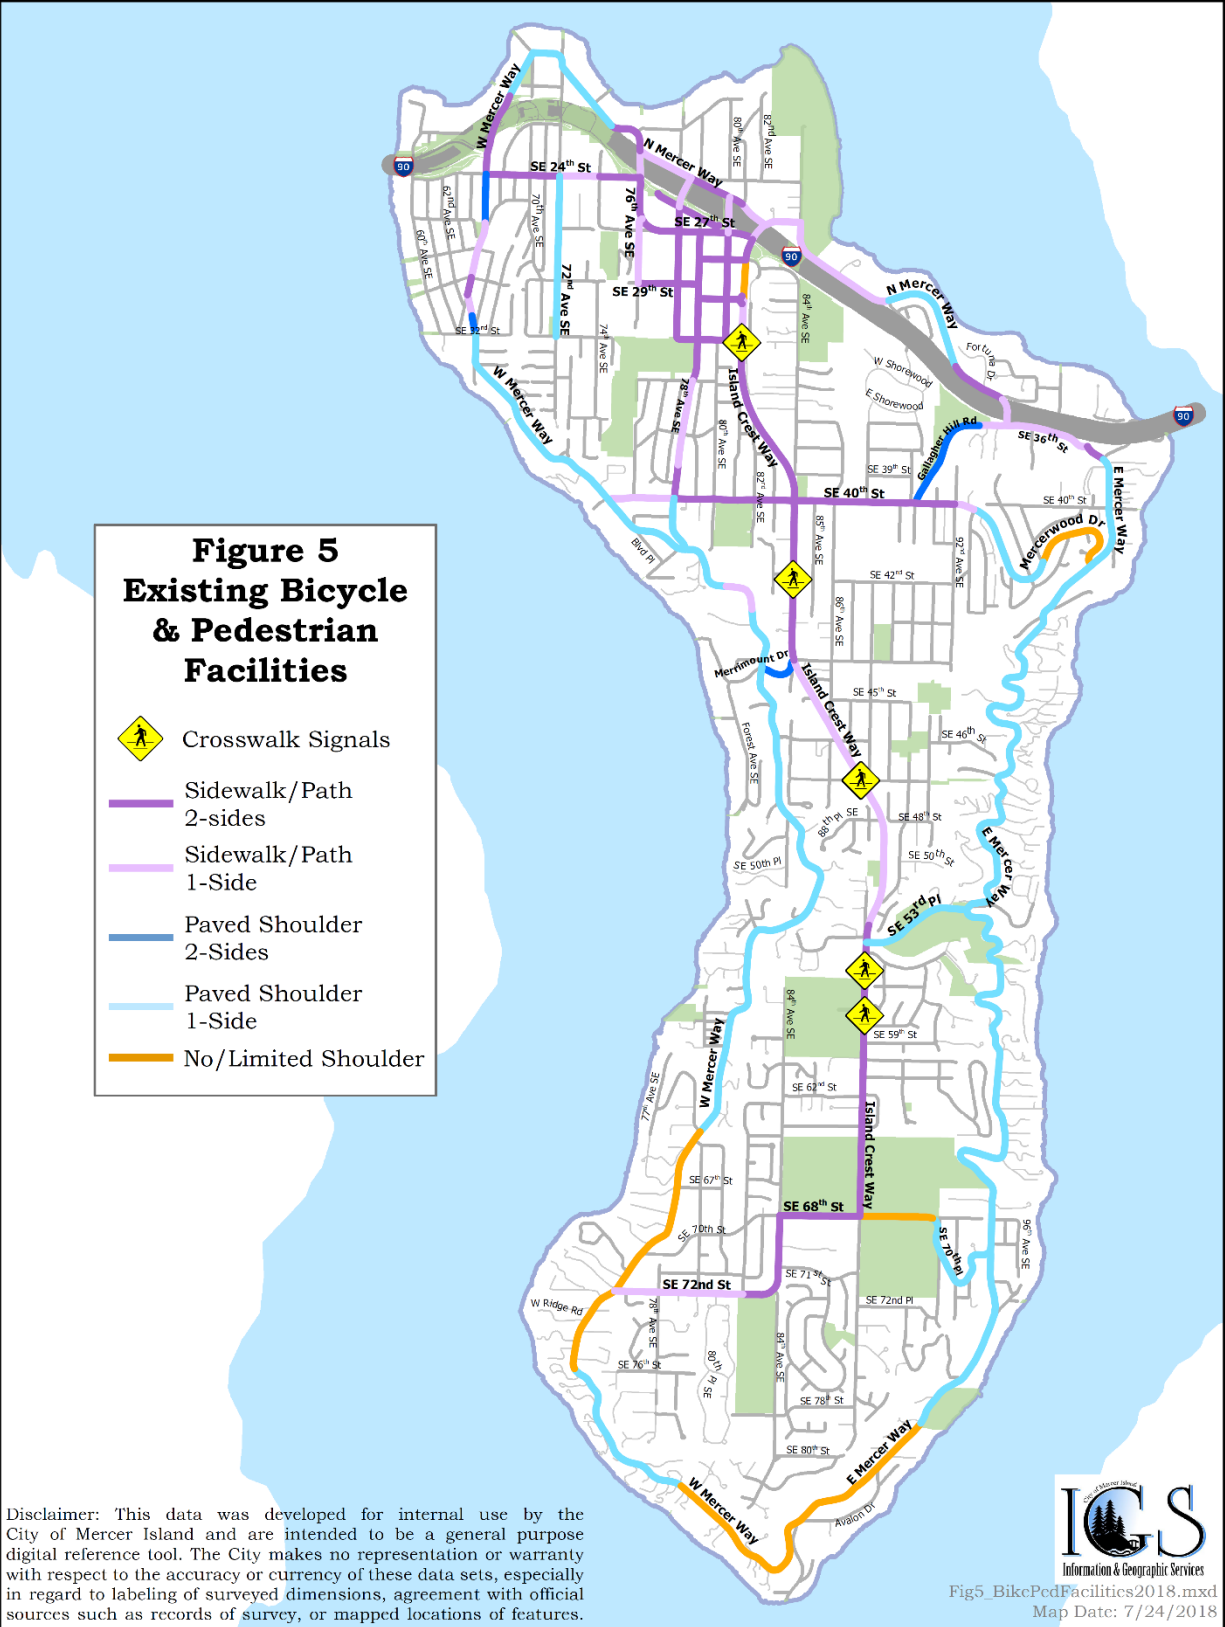 W Mercer Way
90
SE 24th St
N Mercer Way
80th Ave SE
82nd Ave SE
62nd Ave SE
60th Ave SE
70th Ave SE
76th Ave SE
SE 27th St
72nd Ave SE
SE 29th St
90
84th Ave SE
N Mercer Way
SE 32nd St
74th Ave SE
Fortuna Dr
W Shorewood
E Shorewood
W Mercer Way
78th Ave SE
Island Crest Way
80th Ave SE
82nd Ave SE
90
Gallagher Hill Rd
SE 36th St
SE 39th St
SE 40th St
SE 40th St
E Mercer Way
Mercerwood Dr
Blvd Pl
85th Ave SE
92nd Ave SE
SE 42nd St
86th Ave SE
Merrimount Dr
Island Crest Way
SE 45th St
SE 46th St
Forest Ave SE
88th Pl SE
SE 48th St
SE 50th St
SE 50th Pl
E Mercer Way
SE 53rd Pl
84th Ave SE
SE 59th St
W Mercer Way
77th Ave SE
SE 62nd St
Island Crest Way
SE 67th St
SE 68th St
SE 70th St
SE 70th Pl
96th Ave SE
SE 71st St
SE 72nd St
SE 72nd Pl
W Ridge Rd
78th Ave SE
84th Ave SE
SE 76th St
80th Pl SE
SE 78th St
SE 80th St
E Mercer Way
W Mercer Way
Avalon Dr
Figure 5
Existing Bicycle
& Pedestrian
Facilities
Crosswalk Signals
Sidewalk/Path
2-sides
Sidewalk/Path
1-Side
Paved Shoulder
2-Sides
Paved Shoulder
1-Side
No/Limited Shoulder
Disclaimer: This data was developed for internal use by the
City of Mercer Island and are intended to be a general purpose
digital reference tool. The City makes no representation or warranty
with respect to the accuracy or currency of these data sets, especially
in regard to labeling of surveyed dimensions, agreement with official
sources such as records of survey, or mapped locations of features.
City of Mercer Island
IGS
Information & Geographic Services
Fig5_BikePedFacilities2018.mxd
Map Date: 7/24/2018